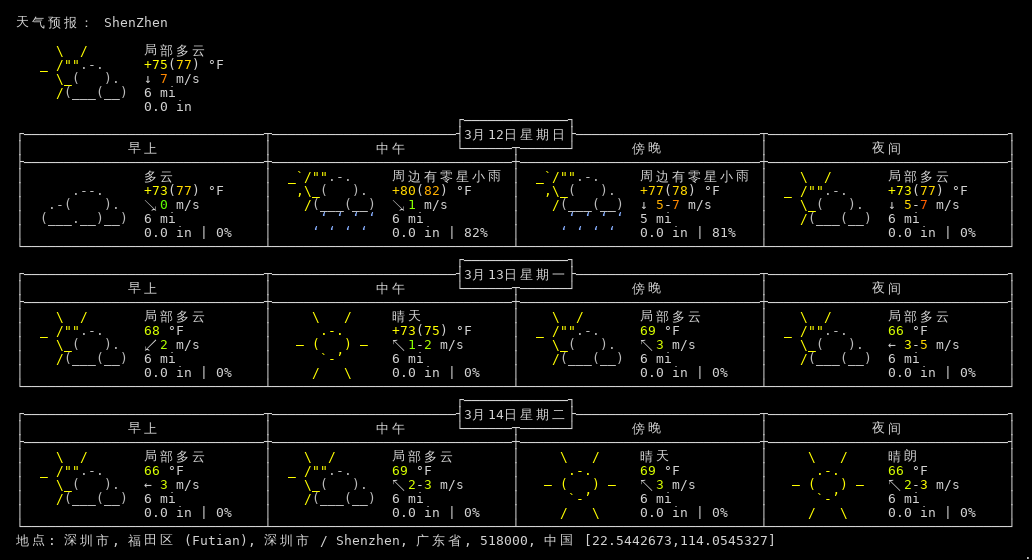 天气预报： ShenZhen
局部多云
+75(77) °F
↓ 7 m/s
6 mi
0.0 in
3月12日星期日
早上 中午 傍晚 夜间
多云 周边有零星小雨 周边有零星小雨 局部多云
+73(77) °F +80(82) °F +77(78) °F +73(77) °F
↘ 0 m/s ↘ 1 m/s ↓ 5-7 m/s ↓ 5-7 m/s
6 mi 6 mi 5 mi 6 mi
0.0 in | 0% 0.0 in | 82% 0.0 in | 81% 0.0 in | 0%
3月13日星期一
早上 中午 傍晚 夜间
局部多云 晴天 局部多云 局部多云
68 °F +73(75) °F 69 °F 66 °F
↙ 2 m/s ↖ 1-2 m/s ↖ 3 m/s ← 3-5 m/s
6 mi 6 mi 6 mi 6 mi
0.0 in | 0% 0.0 in | 0% 0.0 in | 0% 0.0 in | 0%
3月14日星期二
早上 中午 傍晚 夜间
局部多云 局部多云 晴天 晴朗
66 °F 69 °F 69 °F 66 °F
← 3 m/s ↖ 2-3 m/s ↖ 3 m/s ↖ 2-3 m/s
6 mi 6 mi 6 mi 6 mi
0.0 in | 0% 0.0 in | 0% 0.0 in | 0% 0.0 in | 0%
地点: 深圳市, 福田区 (Futian), 深圳市 / Shenzhen, 广东省, 518000, 中国 [22.5442673,114.0545327]